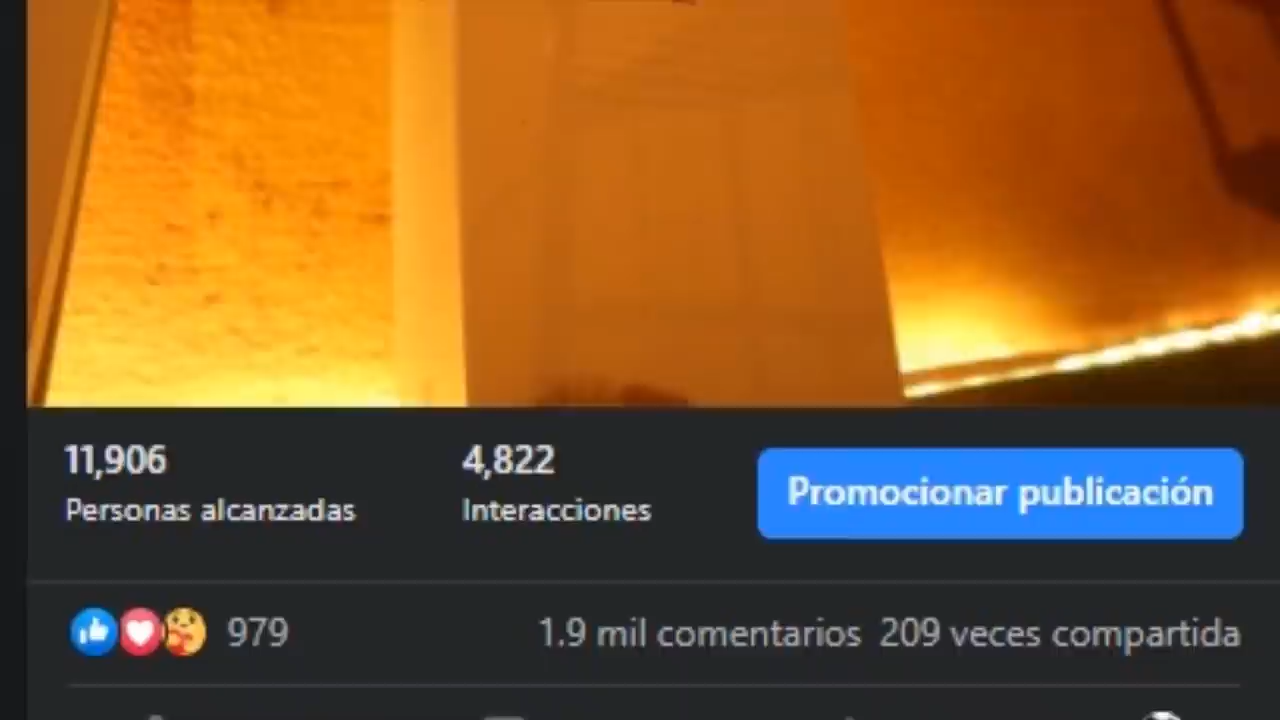 11,906 4,822
Personas alcanzadas Interacciones Promocionar publicación
979 1.9 mil comentarios 209 veces compartida